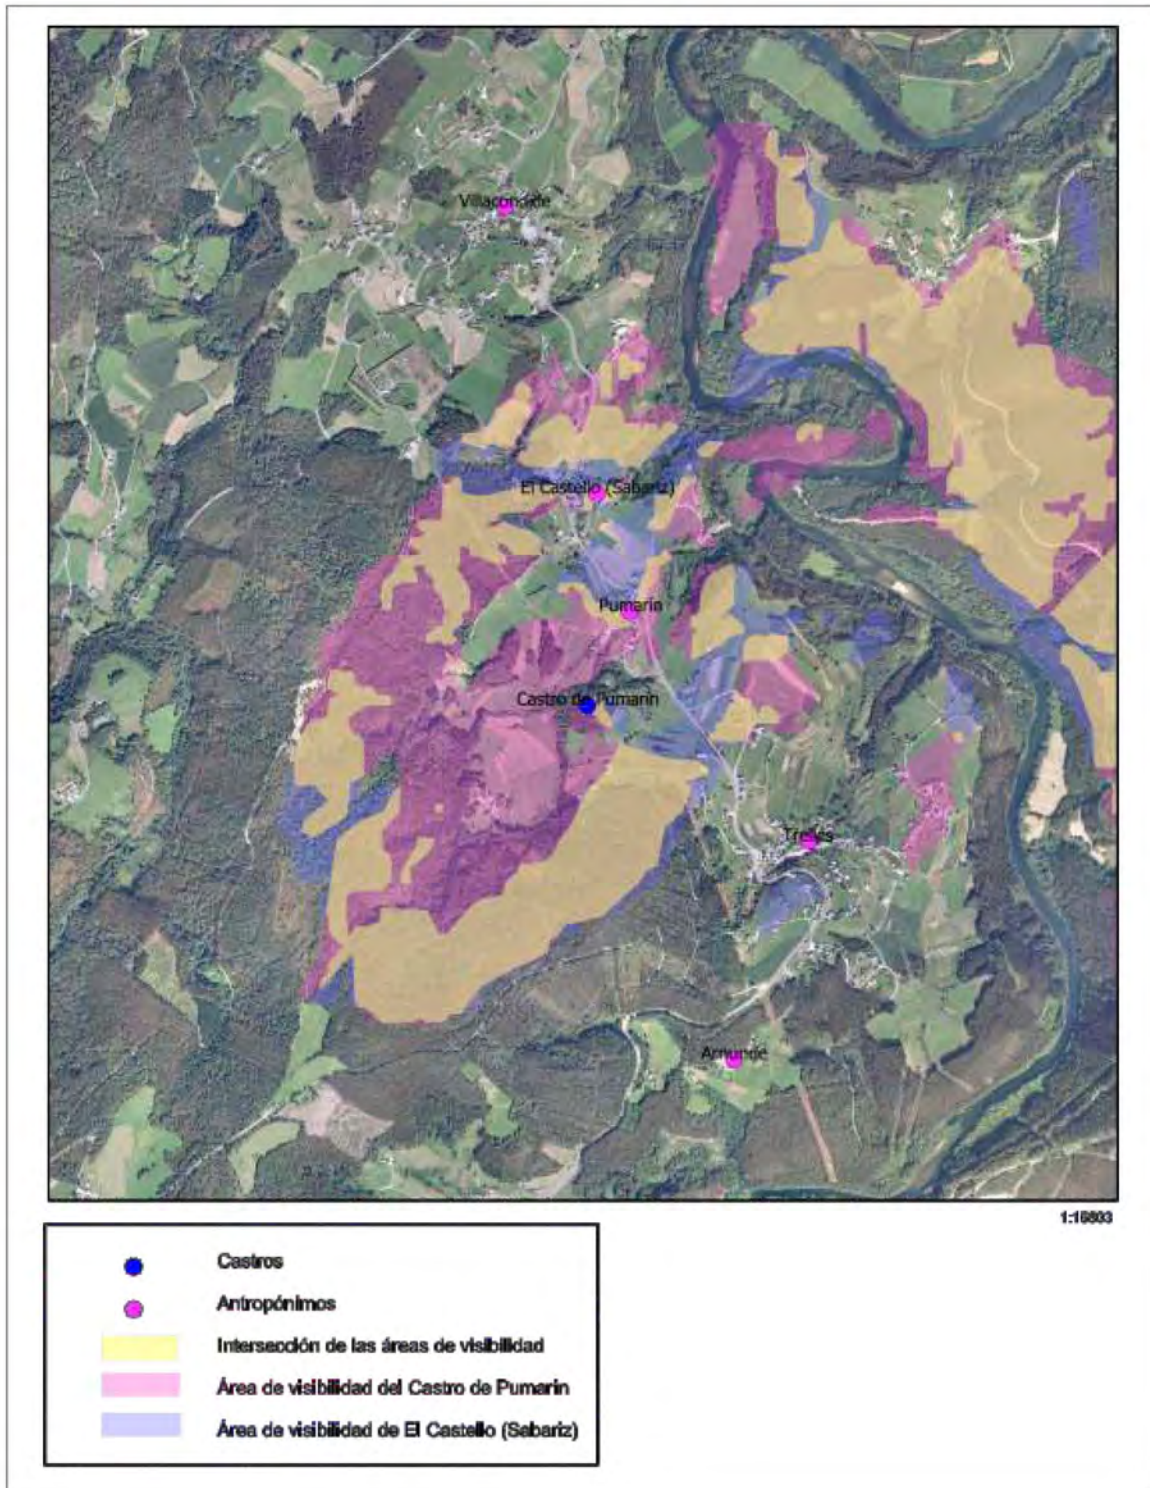 Villaconde
El Castello (Sabariz)
Pumarín
Castro de Pumarín
Trelles
Arnunde
1:16803
Castros
Antropónimos
Intersección de las áreas de visibilidad
Área de visibilidad del Castro de Pumarín
Área de visibilidad de El Castello (Sabariz)